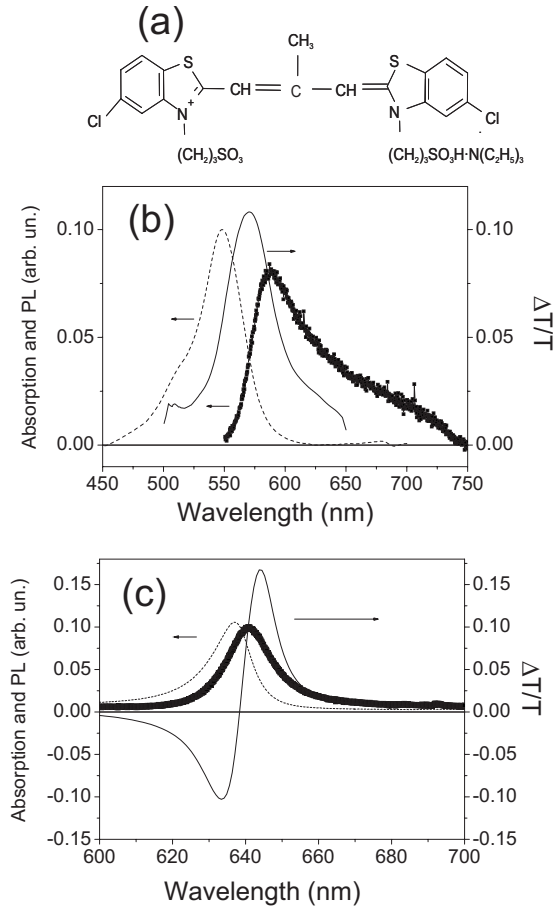 (a)
CH₃
S
S
CH
C
CH
Cl
N⁺
N
Cl
(CH₂)₃SO₃
(CH₂)₃SO₃H·N(C₂H₅)₃
(b)
0.10
0.05
0.00
0.10
0.05
0.00
Absorption and PL (arb. un.)
ΔT/T
450 500 550 600 650 700 750
Wavelength (nm)
(c)
0.15
0.10
0.05
0.00
-0.05
-0.10
-0.15
0.15
0.10
0.05
0.00
-0.05
-0.10
-0.15
Absorption and PL (arb. un.)
ΔT/T
600 620 640 660 680 700
Wavelength (nm)